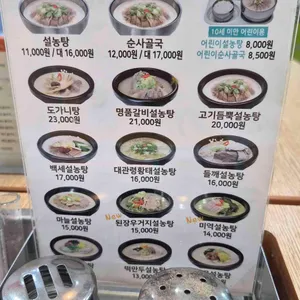 설농탕
11,000원 / 대 16,000원
순사골국
12,000원 / 대 17,000원
10세 미만 어린이용
어린이설농탕 8,000원
어린이순사골국 8,500원
도가니탕
23,000원
명품갈비설농탕
21,000원
고기듬뿍설농탕
20,000원
백세설농탕
17,000원
대관령황태설농탕
16,000원
들깨설농탕
16,000원
마늘설농탕
15,000원
New
된장우거지설농탕
15,000원
New
미역설농탕
14,000원
떡만두설농탕